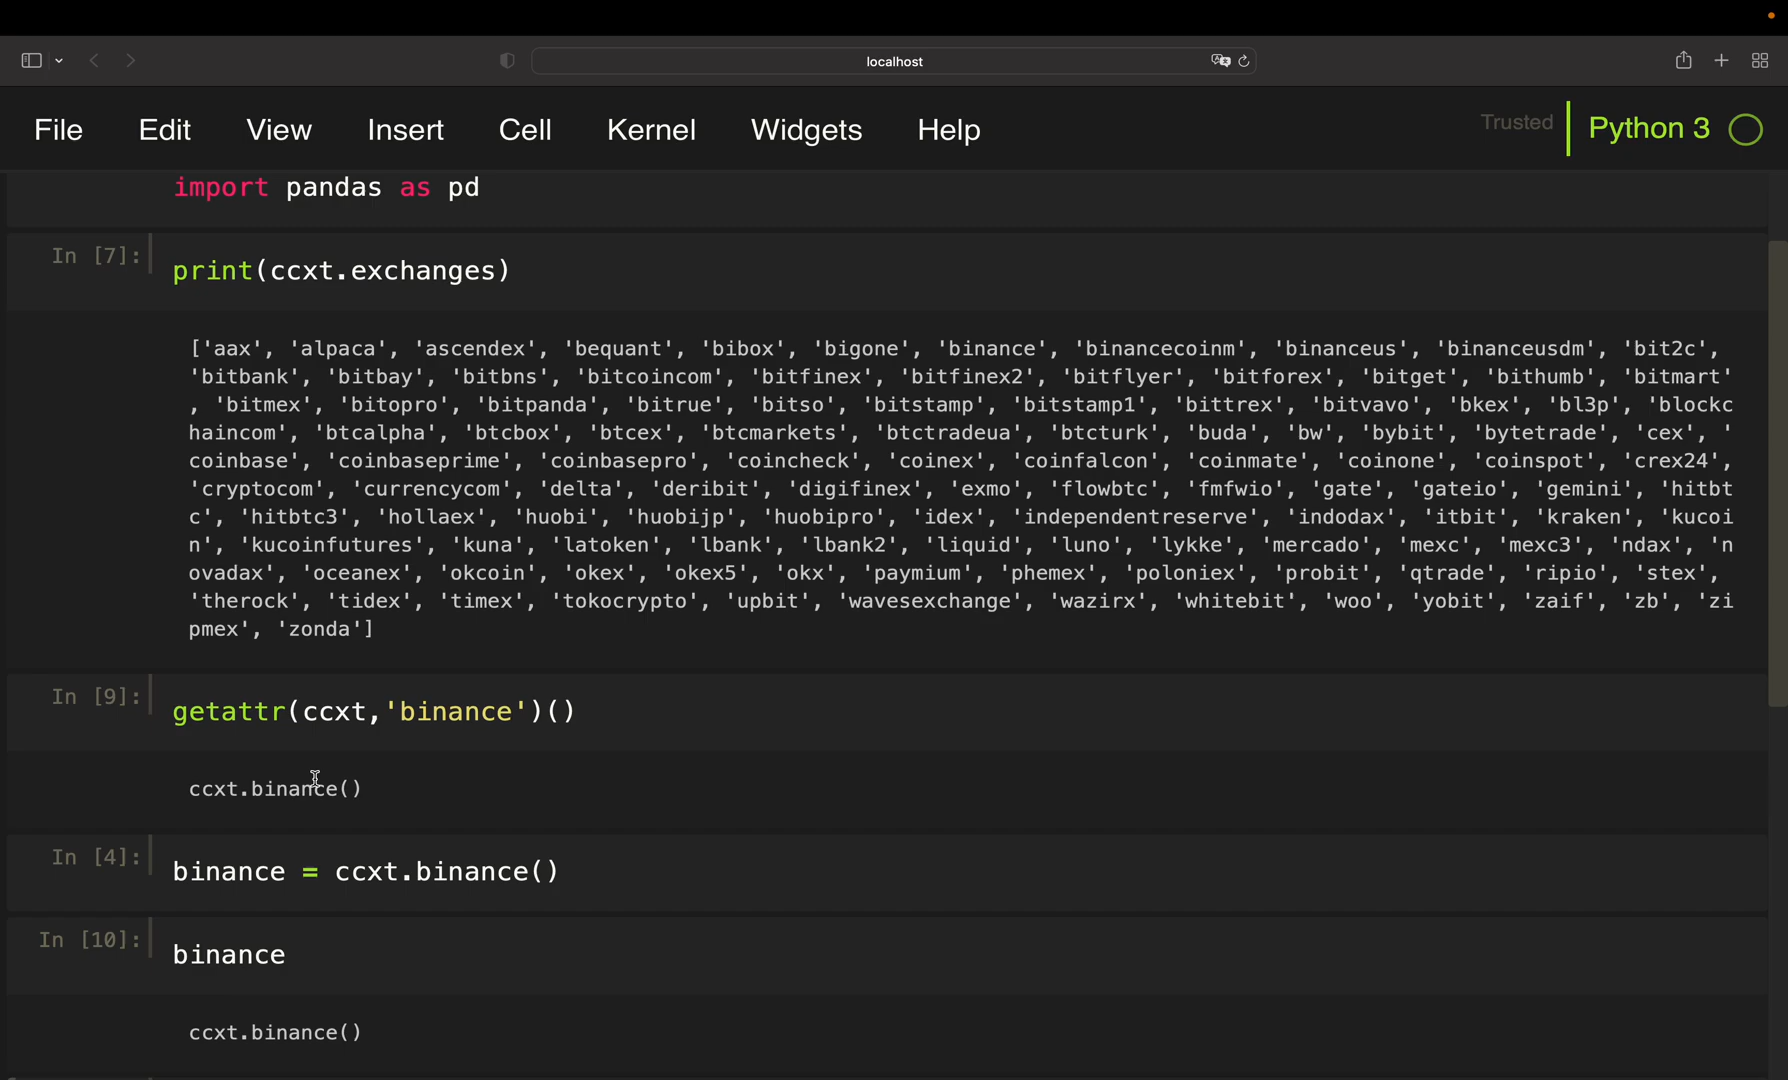 localhost
File Edit View Insert Cell Kernel Widgets Help Trusted Python 3
import pandas as pd
In [7]: print(ccxt.exchanges)
['aax', 'alpaca', 'ascendex', 'bequant', 'bibox', 'bigone', 'binance', 'binancecoinm', 'binanceus', 'binanceusdm', 'bit2c',
'bitbank', 'bitbay', 'bitbns', 'bitcoincom', 'bitfinex', 'bitfinex2', 'bitflyer', 'bitforex', 'bitget', 'bithumb', 'bitmart'
, 'bitmex', 'bitopro', 'bitpanda', 'bitrue', 'bitso', 'bitstamp', 'bitstamp1', 'bittrex', 'bitvavo', 'bkex', 'bl3p', 'blockc
haincom', 'btcalpha', 'btcbox', 'btcex', 'btcmarkets', 'btctradeua', 'btcturk', 'buda', 'bw', 'bybit', 'bytetrade', 'cex', '
coinbase', 'coinbaseprime', 'coinbasepro', 'coincheck', 'coinex', 'coinfalcon', 'coinmate', 'coinone', 'coinspot', 'crex24',
'cryptocom', 'currencycom', 'delta', 'deribit', 'digifinex', 'exmo', 'flowbtc', 'fmfwio', 'gate', 'gateio', 'gemini', 'hitbt
c', 'hitbtc3', 'hollaex', 'huobi', 'huobijp', 'huobipro', 'idex', 'independentreserve', 'indodax', 'itbit', 'kraken', 'kucoi
n', 'kucoinfutures', 'kuna', 'latoken', 'lbank', 'lbank2', 'liquid', 'luno', 'lykke', 'mercado', 'mexc', 'mexc3', 'ndax', 'n
ovadax', 'oceanex', 'okcoin', 'okex', 'okex5', 'okx', 'paymium', 'phemex', 'poloniex', 'probit', 'qtrade', 'ripio', 'stex',
'therock', 'tidex', 'timex', 'tokocrypto', 'upbit', 'wavesexchange', 'wazirx', 'whitebit', 'woo', 'yobit', 'zaif', 'zb', 'zi
pmex', 'zonda']
In [9]: getattr(ccxt,'binance')()
ccxt.binance()
In [4]: binance = ccxt.binance()
In [10]: binance
ccxt.binance()